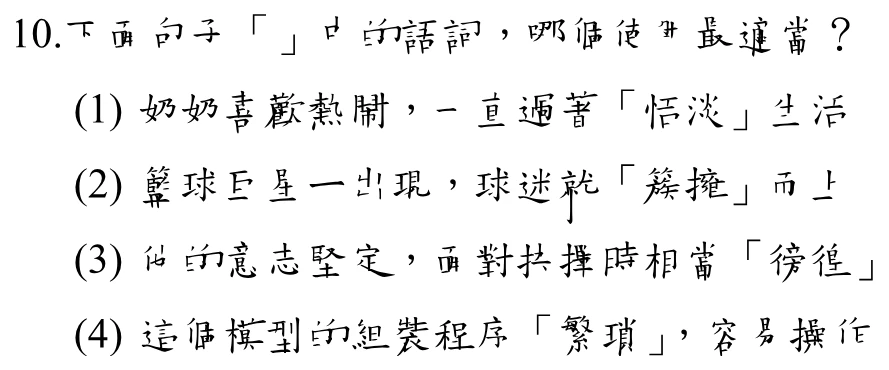 10.下面句子「」中的話詞，哪個使用最適當？
(1) 奶奶喜歡熱鬧，一直過著「恬淡」生活
(2) 籃球巨星一出現，球迷就「簇擁」而上
(3) 他的意志堅定，面對抉擇時相當「徬徨」
(4) 這個模型的組裝程序「繁瑣」，容易操作